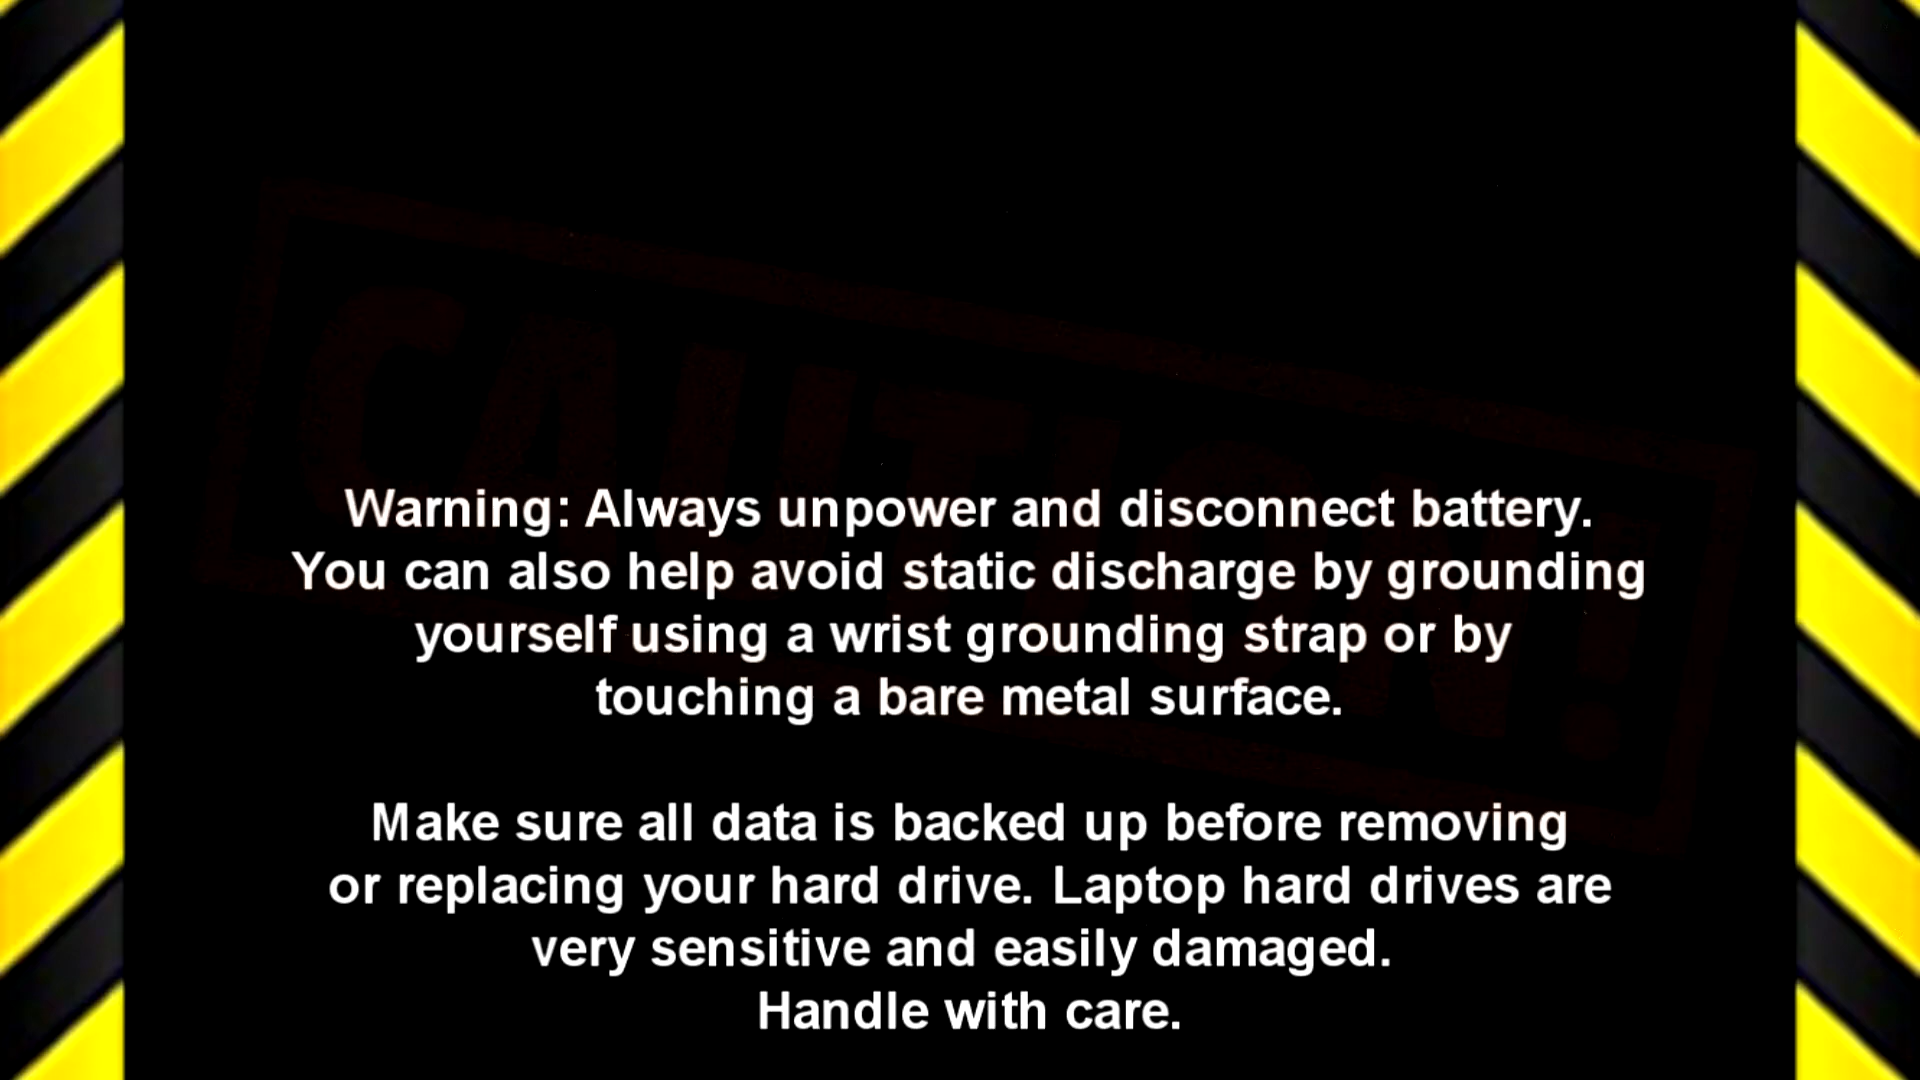 CAUTION!
Warning: Always unpower and disconnect battery.
You can also help avoid static discharge by grounding
yourself using a wrist grounding strap or by
touching a bare metal surface.
Make sure all data is backed up before removing
or replacing your hard drive. Laptop hard drives are
very sensitive and easily damaged.
Handle with care.